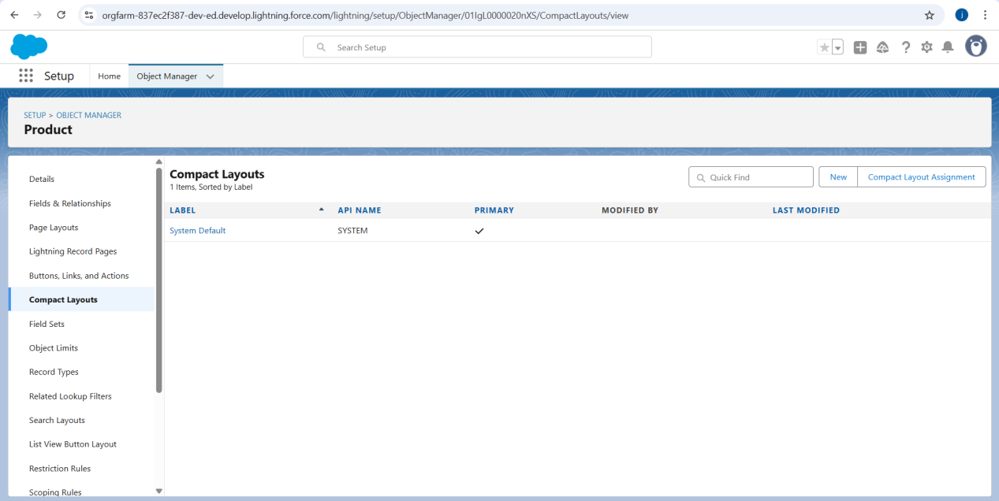 orgfarm-837ec2f387-dev-ed.develop.lightning.force.com/lightning/setup/ObjectManager/01IgL0000020nXS/CompactLayouts/view
j
Search Setup
Setup
Home
Object Manager
SETUP > OBJECT MANAGER
Product
Details
Fields & Relationships
Page Layouts
Lightning Record Pages
Buttons, Links, and Actions
Compact Layouts
Field Sets
Object Limits
Record Types
Related Lookup Filters
Search Layouts
List View Button Layout
Restriction Rules
Scoping Rules
Compact Layouts
1 Items, Sorted by Label
Quick Find
New
Compact Layout Assignment
LABEL API NAME PRIMARY MODIFIED BY LAST MODIFIED
System Default SYSTEM